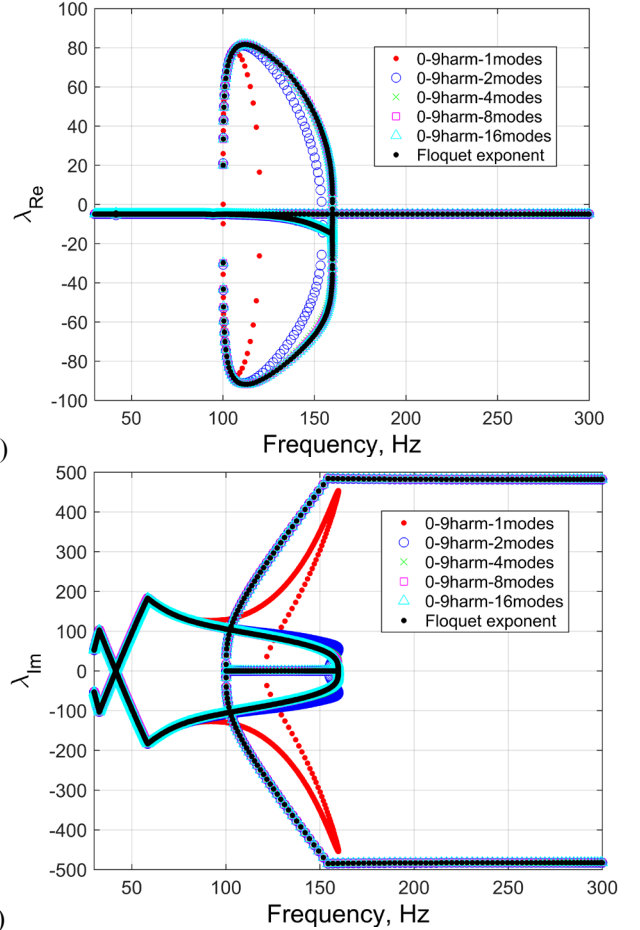 100
80
60
40
20
0
-20
-40
-60
-80
-100
λRe
0-9harm-1modes
0-9harm-2modes
0-9harm-4modes
0-9harm-8modes
0-9harm-16modes
Floquet exponent
50 100 150 200 250 300
Frequency, Hz
)
500
400
300
200
100
0
-100
-200
-300
-400
-500
λIm
0-9harm-1modes
0-9harm-2modes
0-9harm-4modes
0-9harm-8modes
0-9harm-16modes
Floquet exponent
50 100 150 200 250 300
Frequency, Hz
)